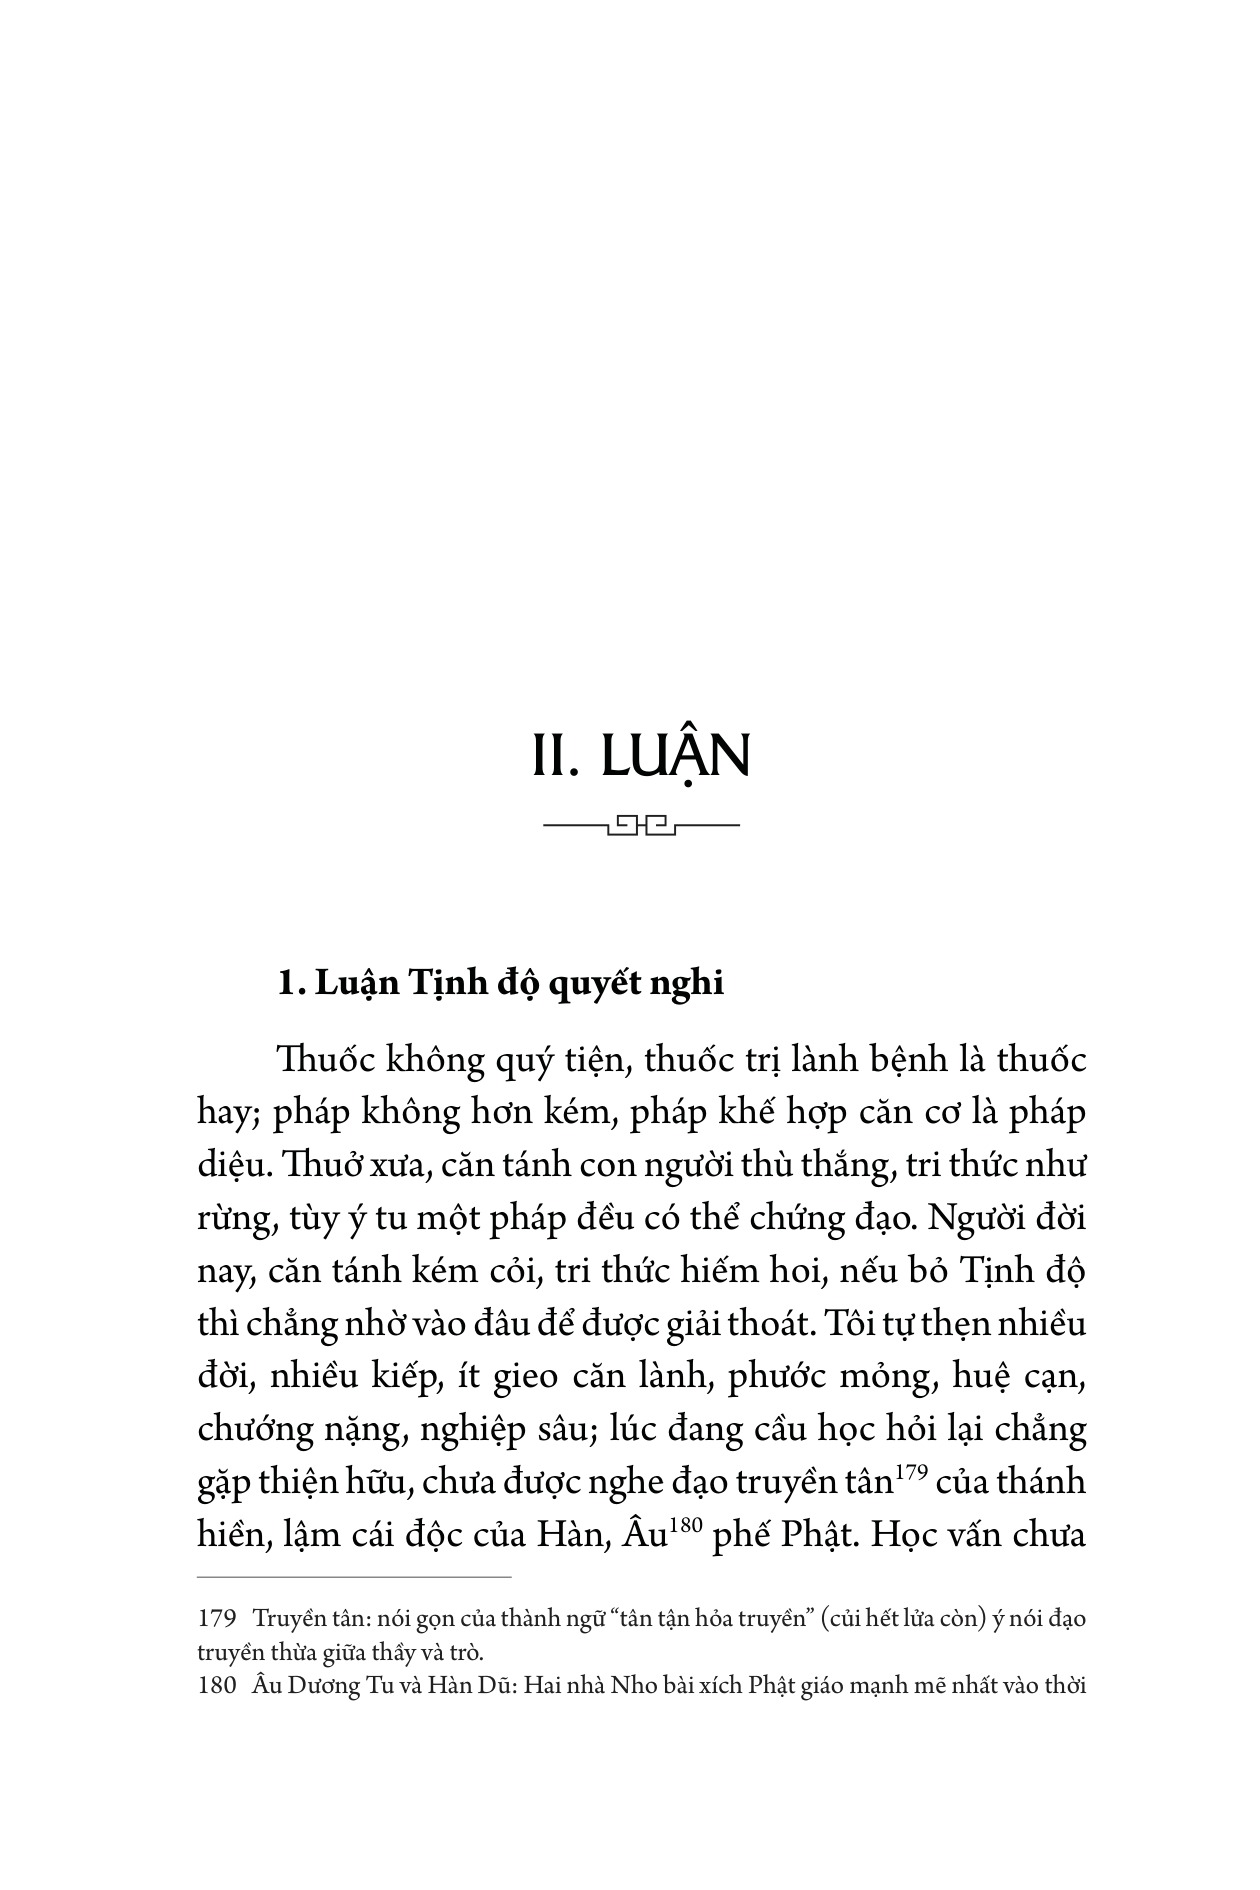 II. LUẬN
1. Luận Tịnh độ quyết nghi
Thuốc không quý tiện, thuốc trị lành bệnh là thuốc
hay; pháp không hơn kém, pháp khế hợp căn cơ là pháp
diệu. Thuở xưa, căn tánh con người thù thắng, tri thức như
rừng, tùy ý tu một pháp đều có thể chứng đạo. Người đời
nay, căn tánh kém cỏi, tri thức hiếm hoi, nếu bỏ Tịnh độ
thì chẳng nhờ vào đâu để được giải thoát. Tôi tự thẹn nhiều
đời, nhiều kiếp, ít gieo căn lành, phước mỏng, huệ cạn,
chướng nặng, nghiệp sâu; lúc đang cầu học hỏi lại chẳng
gặp thiện hữu, chưa được nghe đạo truyền tân179 của thánh
hiền, lậm cái độc của Hàn, Âu180 phế Phật. Học vấn chưa
179 Truyền tân: nói gọn của thành ngữ “tân tận hỏa truyền” (củi hết lửa còn) ý nói đạo
truyền thừa giữa thầy và trò.
180 Âu Dương Tu và Hàn Dũ: Hai nhà Nho bài xích Phật giáo mạnh mẽ nhất vào thời